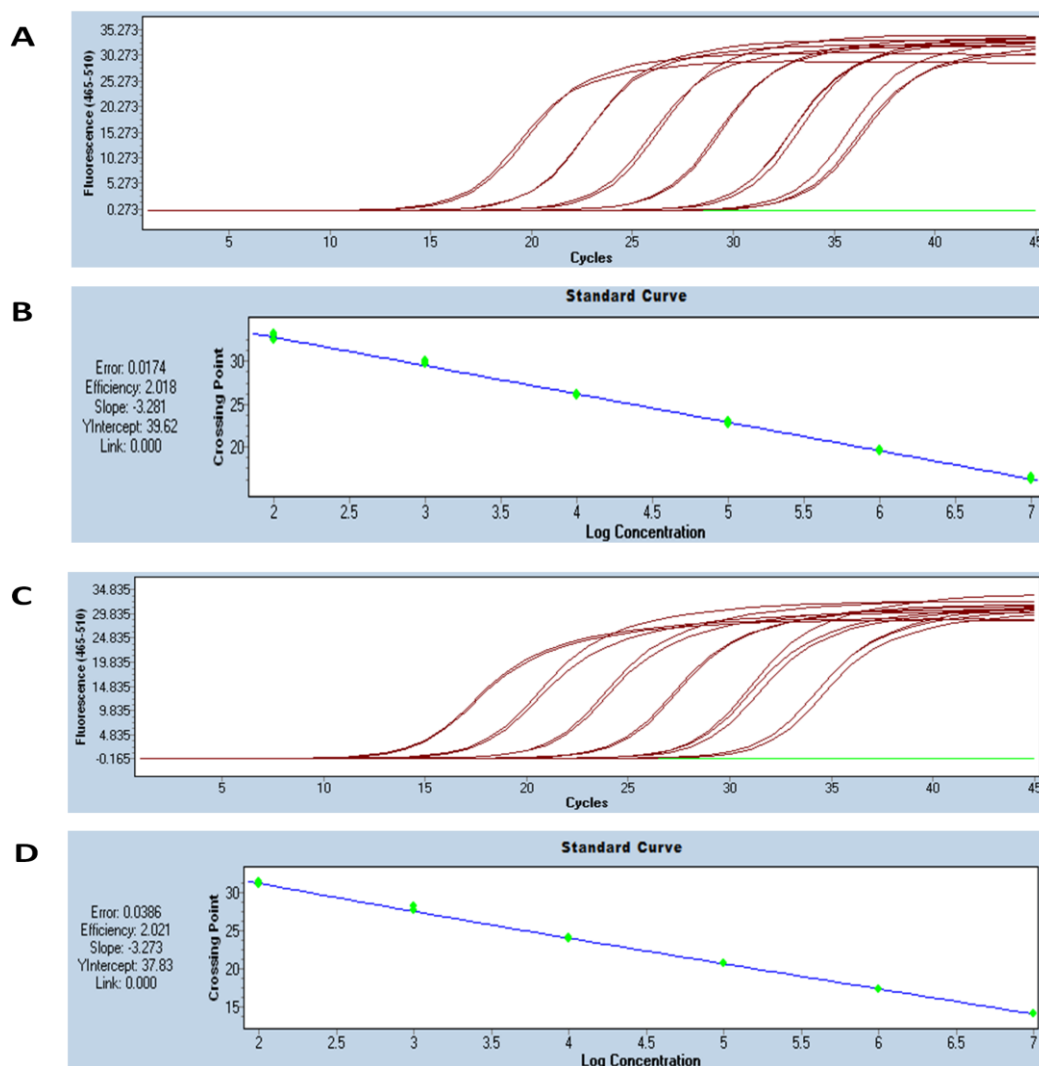 A
Fluorescence (465-510)
35.273
30.273
25.273
20.273
15.273
10.273
5.273
0.273
5 10 15 20 25 30 35 40 45
Cycles
B
Standard Curve
Error: 0.0174
Efficiency: 2.018
Slope: -3.281
YIntercept: 39.62
Link: 0.000
Crossing Point
30
25
20
2 2.5 3 3.5 4 4.5 5 5.5 6 6.5 7
Log Concentration
C
Fluorescence (465-510)
34.835
29.835
24.835
19.835
14.835
9.835
4.835
-0.165
5 10 15 20 25 30 35 40 45
Cycles
D
Standard Curve
Error: 0.0386
Efficiency: 2.021
Slope: -3.273
YIntercept: 37.83
Link: 0.000
Crossing Point
30
25
20
15
2 2.5 3 3.5 4 4.5 5 5.5 6 6.5 7
Log Concentration